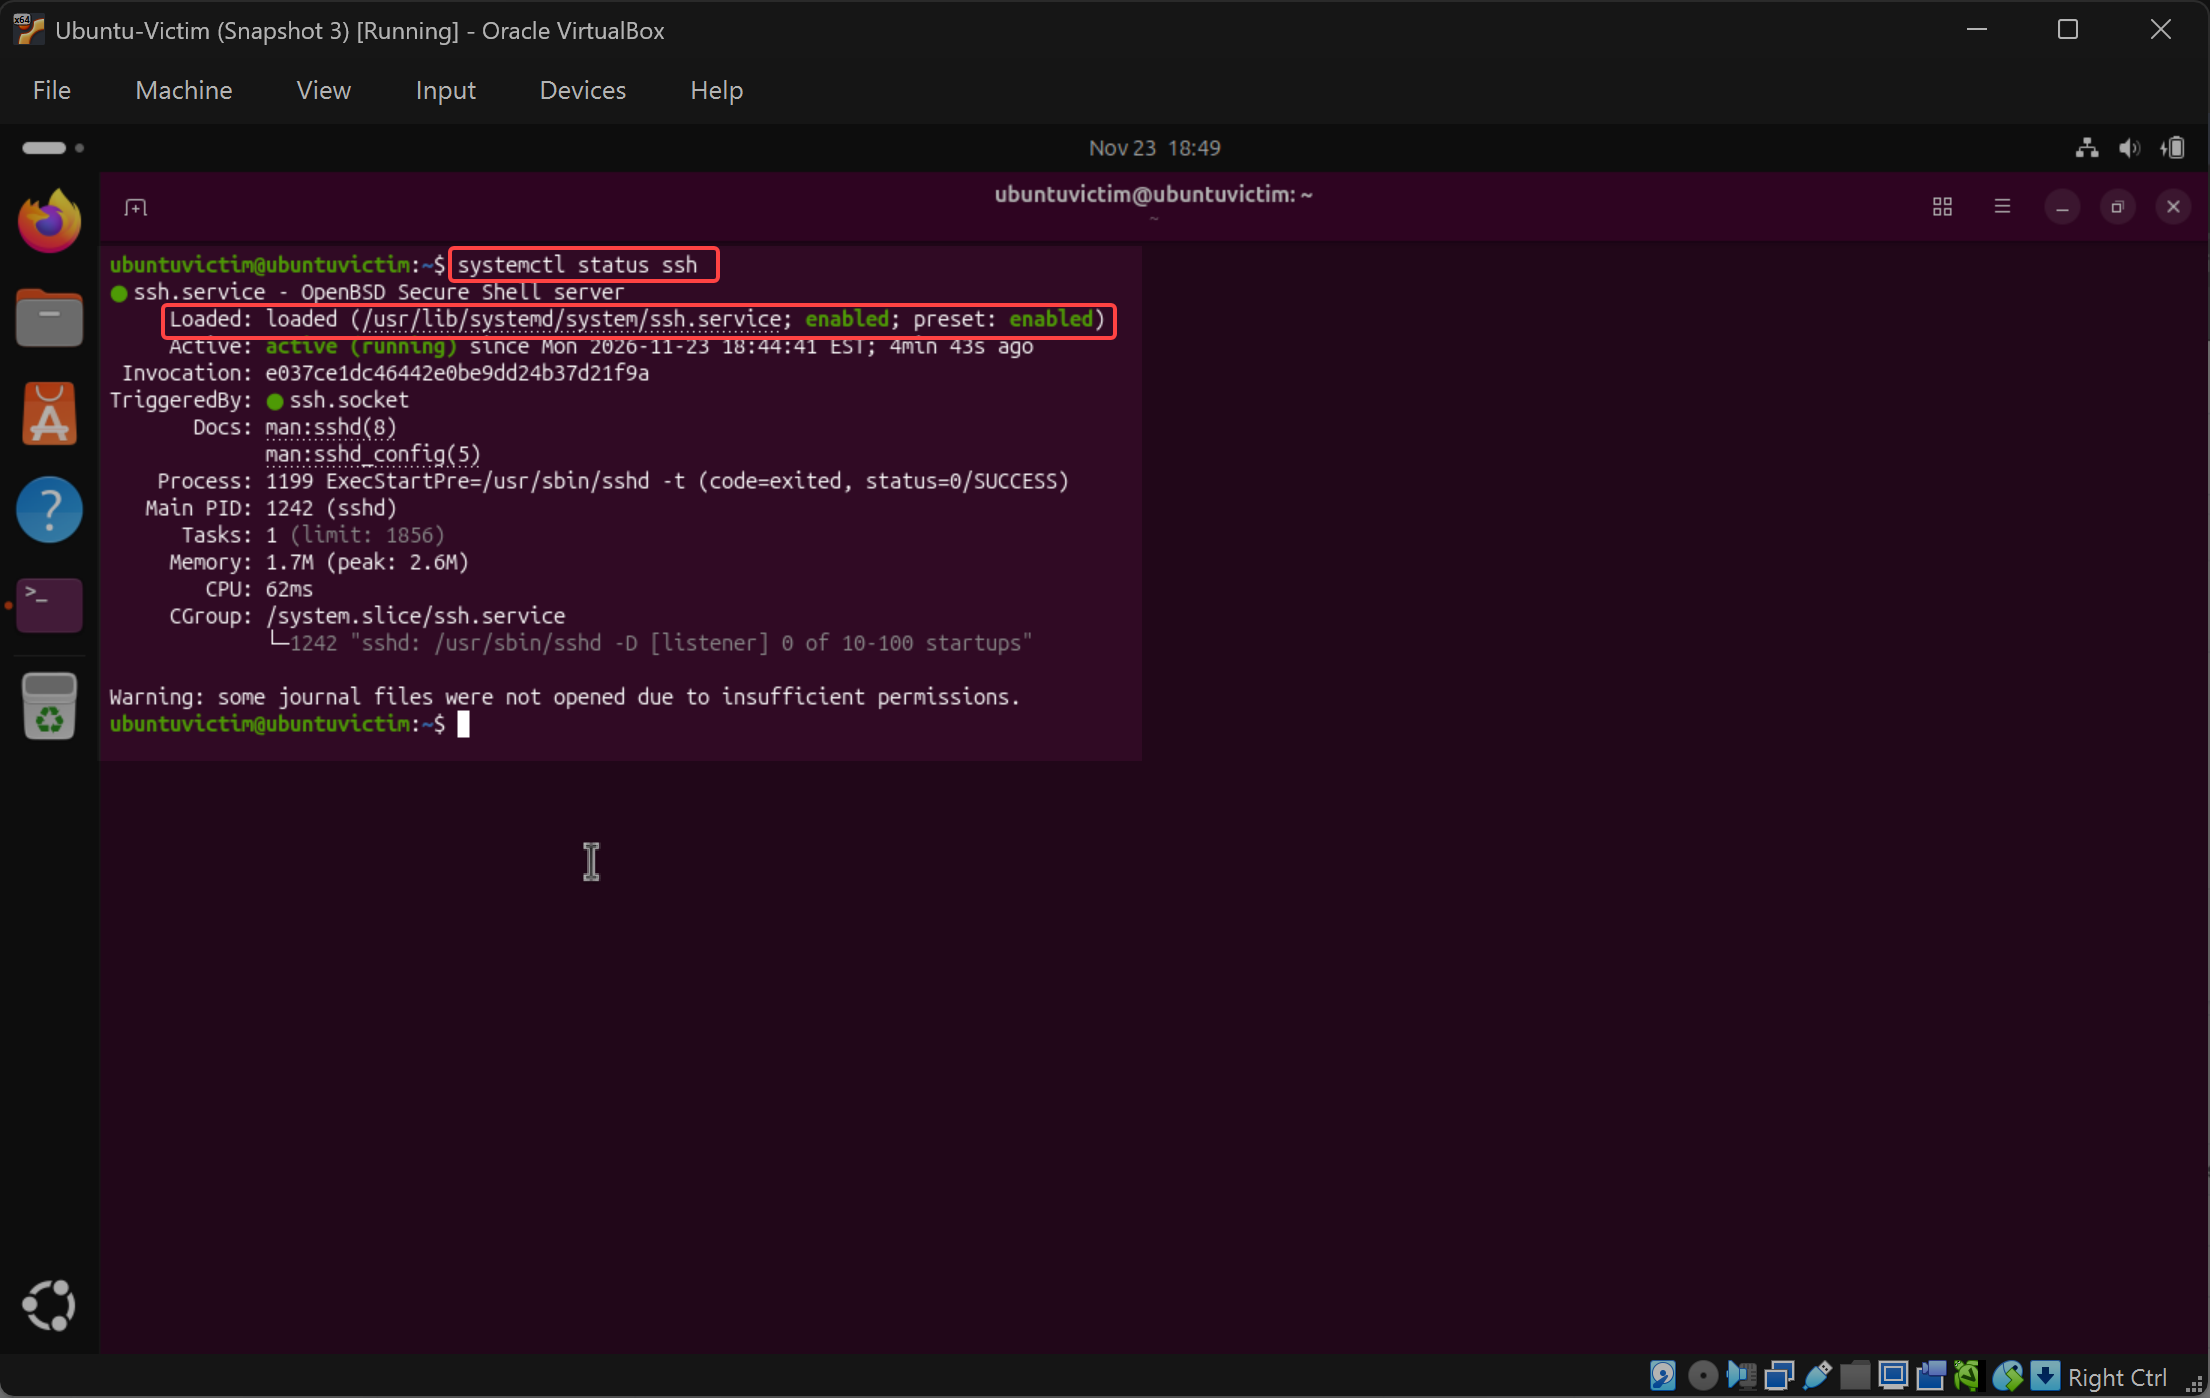 Ubuntu-Victim (Snapshot 3) [Running] - Oracle VirtualBox
File Machine View Input Devices Help
Nov 23 18:49
ubuntuvictim@ubuntuvictim: ~
~
ubuntuvictim@ubuntuvictim:~$ systemctl status ssh
ssh.service - OpenBSD Secure Shell server
Loaded: loaded (/usr/lib/systemd/system/ssh.service; enabled; preset: enabled)
Active: active (running) since Mon 2026-11-23 18:44:41 EST; 4min 43s ago
Invocation: e037ce1dc46442e0be9dd24b37d21f9a
TriggeredBy: ● ssh.socket
Docs: man:sshd(8)
man:sshd_config(5)
Process: 1199 ExecStartPre=/usr/sbin/sshd -t (code=exited, status=0/SUCCESS)
Main PID: 1242 (sshd)
Tasks: 1 (limit: 1856)
Memory: 1.7M (peak: 2.6M)
CPU: 62ms
CGroup: /system.slice/ssh.service
└─1242 "sshd: /usr/sbin/sshd -D [listener] 0 of 10-100 startups"
Warning: some journal files were not opened due to insufficient permissions.
ubuntuvictim@ubuntuvictim:~$
Right Ctrl